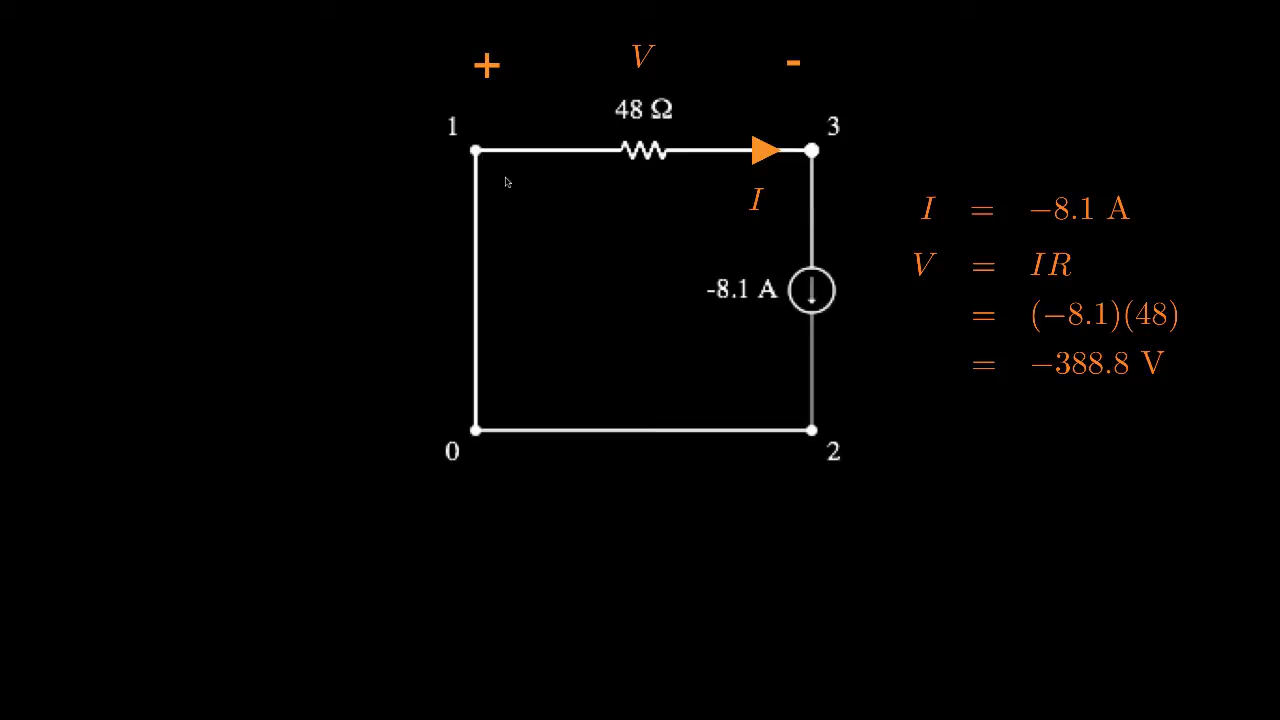 + V -
48 Ω
1 3
I
I = −8.1 A
V = IR
-8.1 A ↓
= (−8.1)(48)
= −388.8 V
0 2